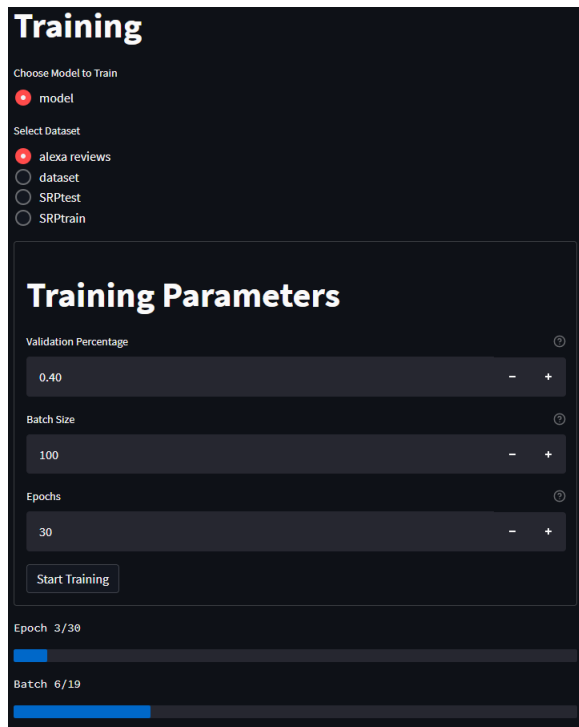 Training
Choose Model to Train
model
Select Dataset
alexa reviews
dataset
SRPtest
SRPtrain
Training Parameters
Validation Percentage
0.40
Batch Size
100
Epochs
30
Start Training
Epoch 3/30
Batch 6/19